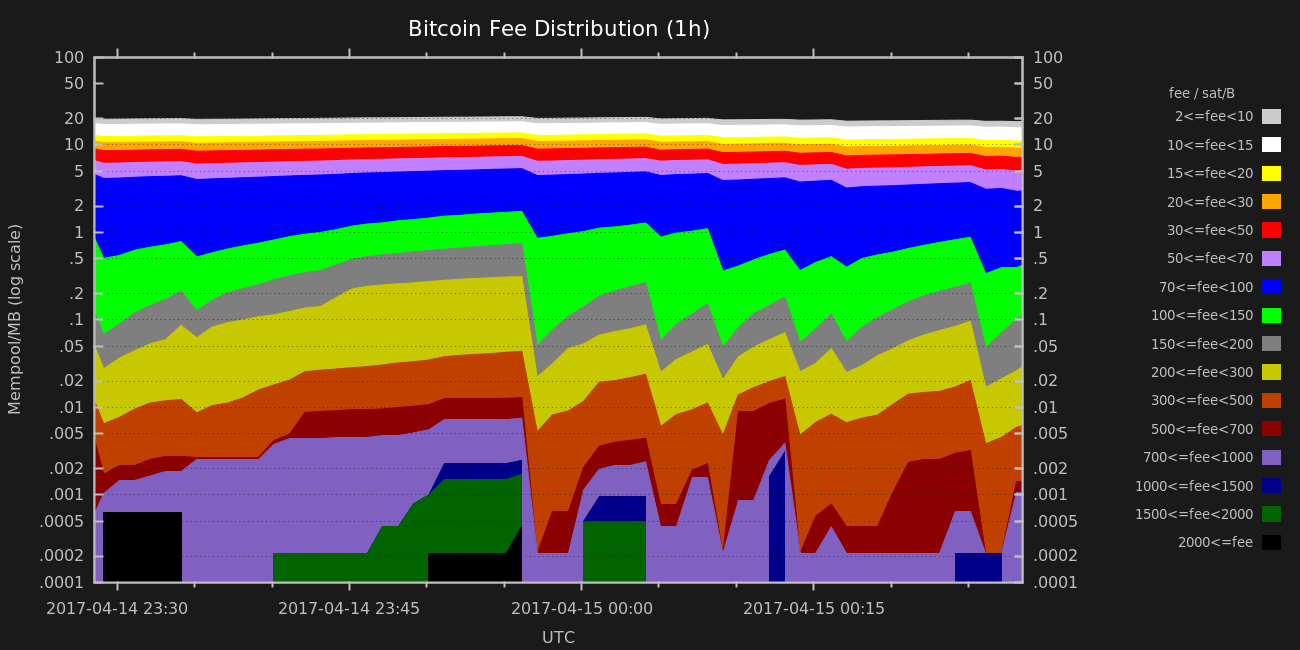 Bitcoin Fee Distribution (1h)
Mempool/MB (log scale)
100
50
20
10
5
2
1
.5
.2
.1
.05
.02
.01
.005
.002
.001
.0005
.0002
.0001
100
50
20
10
5
2
1
.5
.2
.1
.05
.02
.01
.005
.002
.001
.0005
.0002
.0001
2017-04-14 23:30
2017-04-14 23:45
2017-04-15 00:00
2017-04-15 00:15
UTC
fee / sat/B
2<=fee<10
10<=fee<15
15<=fee<20
20<=fee<30
30<=fee<50
50<=fee<70
70<=fee<100
100<=fee<150
150<=fee<200
200<=fee<300
300<=fee<500
500<=fee<700
700<=fee<1000
1000<=fee<1500
1500<=fee<2000
2000<=fee